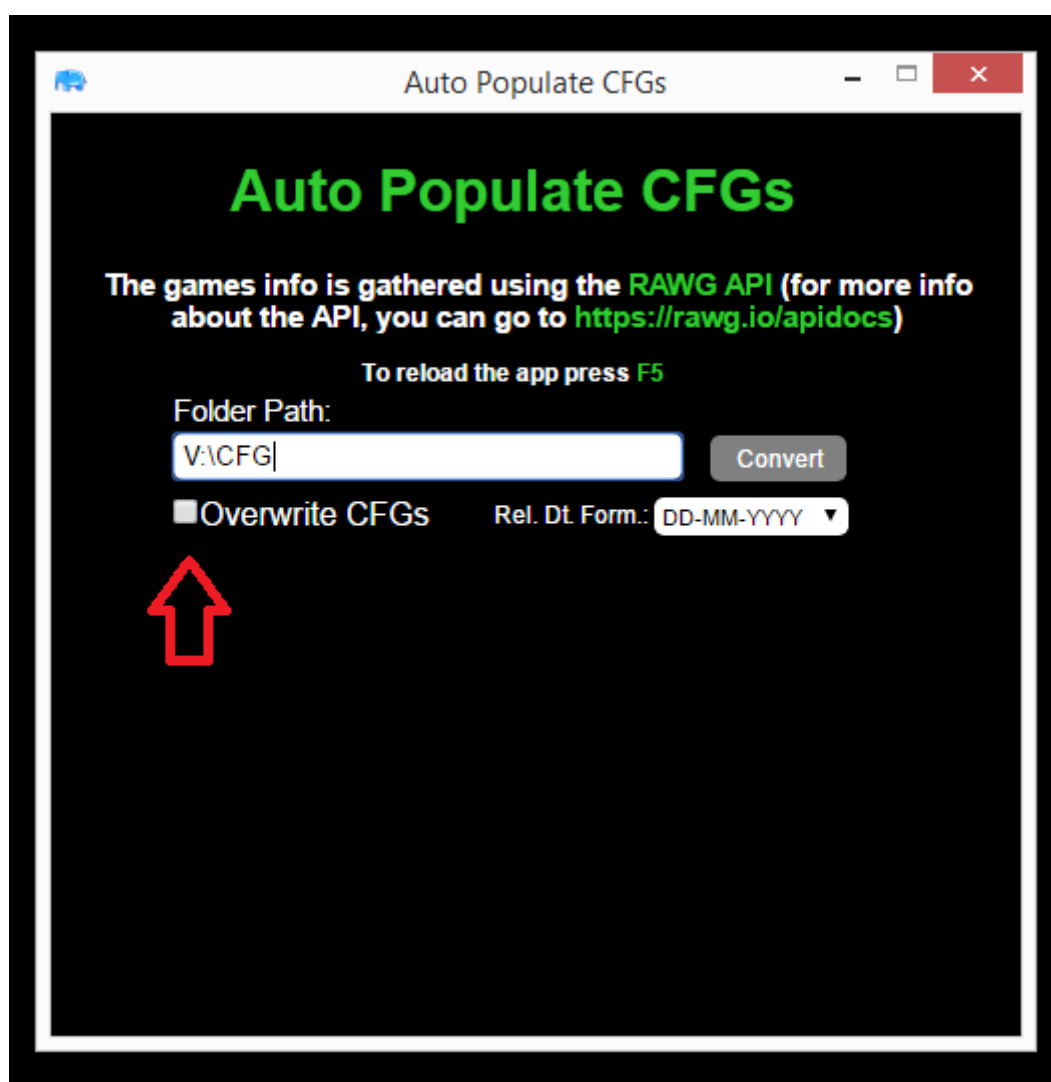 Auto Populate CFGs
Auto Populate CFGs
The games info is gathered using the RAWG API (for more info
about the API, you can go to https://rawg.io/apidocs)
To reload the app press F5
Folder Path:
V:\CFG
Convert
Overwrite CFGs
Rel. Dt. Form.: DD-MM-YYYY